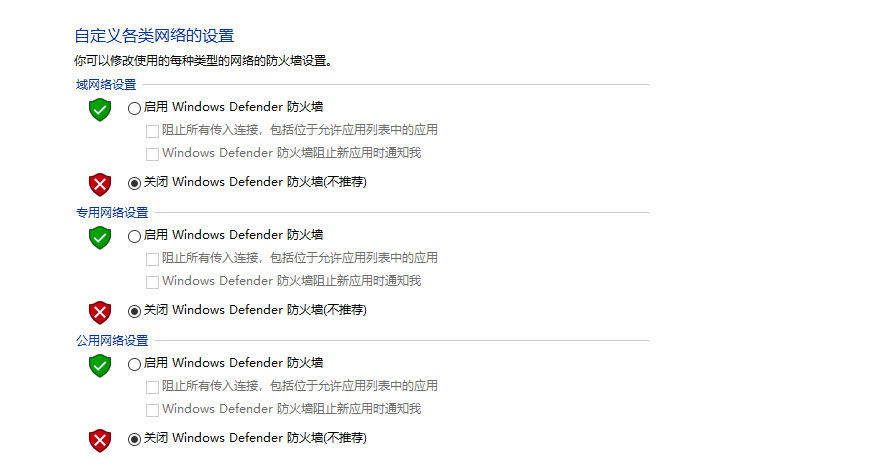 自定义各类网络的设置
你可以修改使用的每种类型的网络的防火墙设置。
域网络设置
启用 Windows Defender 防火墙
阻止所有传入连接，包括位于允许应用列表中的应用
Windows Defender 防火墙阻止新应用时通知我
关闭 Windows Defender 防火墙(不推荐)
专用网络设置
启用 Windows Defender 防火墙
阻止所有传入连接，包括位于允许应用列表中的应用
Windows Defender 防火墙阻止新应用时通知我
关闭 Windows Defender 防火墙(不推荐)
公用网络设置
启用 Windows Defender 防火墙
阻止所有传入连接，包括位于允许应用列表中的应用
Windows Defender 防火墙阻止新应用时通知我
关闭 Windows Defender 防火墙(不推荐)